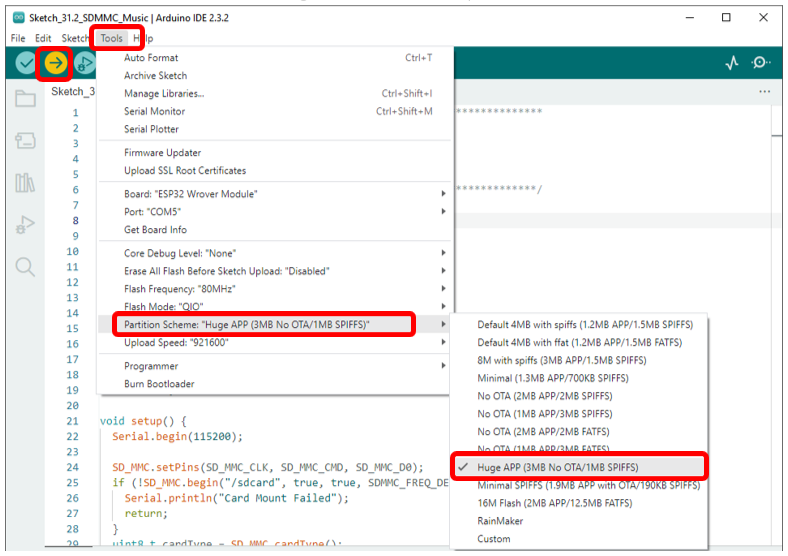 Sketch_31.2_SDMMC_Music | Arduino IDE 2.3.2
File Edit Sketch Tools Help
Sketch_3
Auto Format Ctrl+T
Archive Sketch
Manage Libraries... Ctrl+Shift+I
Serial Monitor Ctrl+Shift+M
Serial Plotter
Firmware Updater
Upload SSL Root Certificates
Board: "ESP32 Wrover Module"
Port: "COM5"
Get Board Info
Core Debug Level: "None"
Erase All Flash Before Sketch Upload: "Disabled"
Flash Frequency: "80MHz"
Flash Mode: "QIO"
Partition Scheme: "Huge APP (3MB No OTA/1MB SPIFFS)"
Upload Speed: "921600"
Programmer
Burn Bootloader
Default 4MB with spiffs (1.2MB APP/1.5MB SPIFFS)
Default 4MB with ffat (1.2MB APP/1.5MB FATFS)
8M with spiffs (3MB APP/1.5MB SPIFFS)
Minimal (1.3MB APP/700KB SPIFFS)
No OTA (2MB APP/2MB SPIFFS)
No OTA (1MB APP/3MB SPIFFS)
No OTA (2MB APP/2MB FATFS)
No OTA (1MB APP/3MB FATFS)
Huge APP (3MB No OTA/1MB SPIFFS)
Minimal SPIFFS (1.9MB APP with OTA/190KB SPIFFS)
16M Flash (2MB APP/12.5MB FATFS)
RainMaker
Custom
1 **************
2
3
4
5
6 *************/
7
8
9
10
11
12
13
14
15
16
17
18
19
20
21 void setup() {
22 Serial.begin(115200);
23
24 SD_MMC.setPins(SD_MMC_CLK, SD_MMC_CMD, SD_MMC_D0);
25 if (!SD_MMC.begin("/sdcard", true, true, SDMMC_FREQ_DE
26 Serial.println("Card Mount Failed");
27 return;
28 }
29 uint8_t cardType = SD_MMC.cardType();